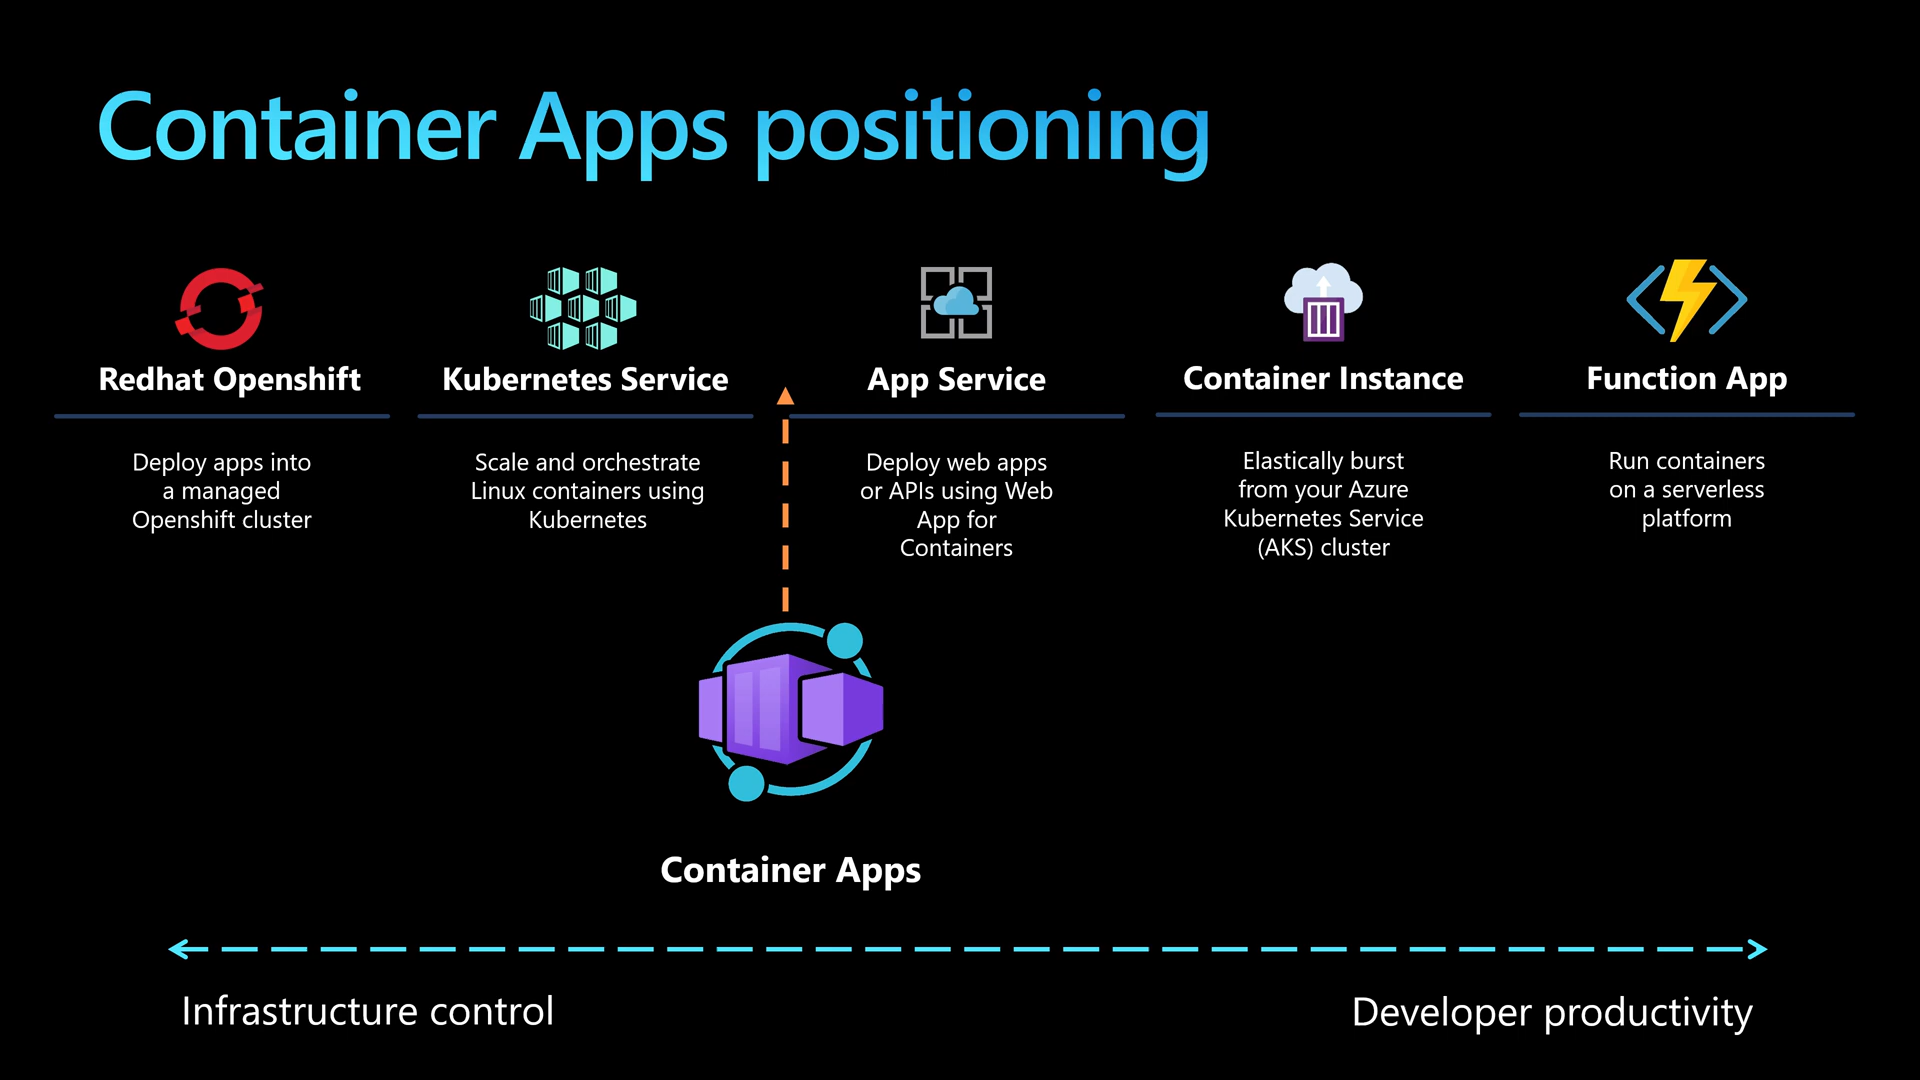 Container Apps positioning
Redhat Openshift
Deploy apps into
a managed
Openshift cluster
Kubernetes Service
Scale and orchestrate
Linux containers using
Kubernetes
App Service
Deploy web apps
or APIs using Web
App for
Containers
Container Instance
Elastically burst
from your Azure
Kubernetes Service
(AKS) cluster
Function App
Run containers
on a serverless
platform
Container Apps
Infrastructure control
Developer productivity